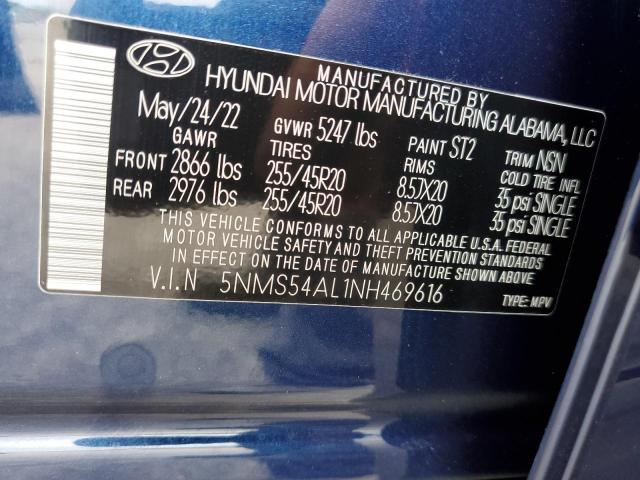 MANUFACTURED BY
HYUNDAI MOTOR MANUFACTURING ALABAMA, LLC
May/24/22 GVWR 5247 lbs PAINT ST2 TRIM NSN
GAWR TIRES RIMS COLD TIRE INFL
FRONT 2866 lbs 255/45R20 8.5JX20 35 psi SINGLE
REAR 2976 lbs 255/45R20 8.5JX20 35 psi SINGLE
THIS VEHICLE CONFORMS TO ALL APPLICABLE U.S.A. FEDERAL
MOTOR VEHICLE SAFETY AND THEFT PREVENTION STANDARDS
IN EFFECT ON THE DATE OF MANUFACTURE SHOWN ABOVE.
V.I.N 5NMS54AL1NH469616 TYPE: MPV